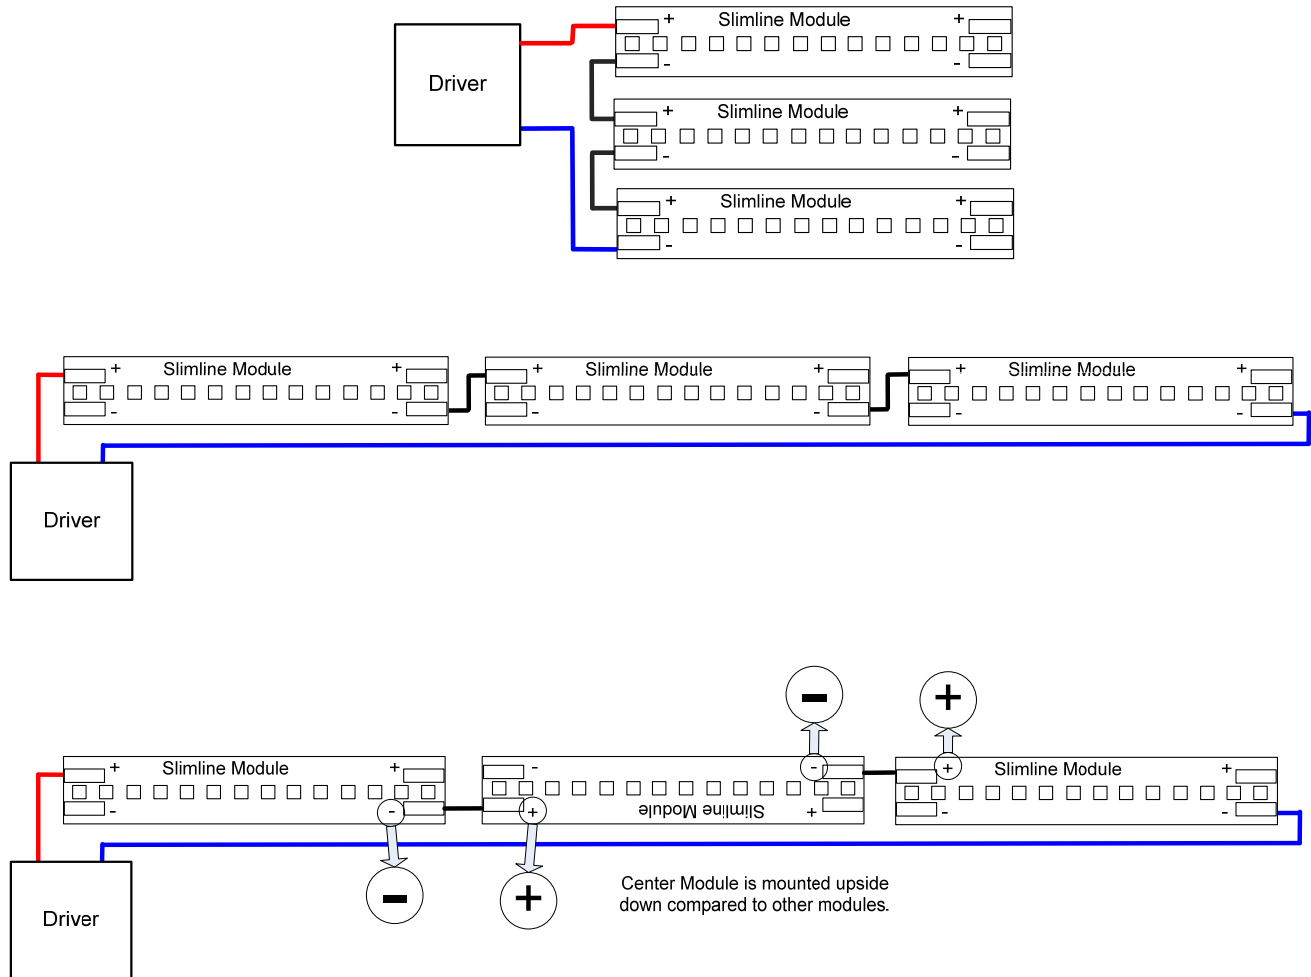 + Slimline Module +
Driver
- -
+ Slimline Module +
- -
+ Slimline Module +
- -
+ Slimline Module + + Slimline Module + + Slimline Module +
- - - - - -
Driver
- +
+ Slimline Module + - - + Slimline Module +
- - + Slimline Module + - -
- +
Center Module is mounted upside
down compared to other modules.
Driver